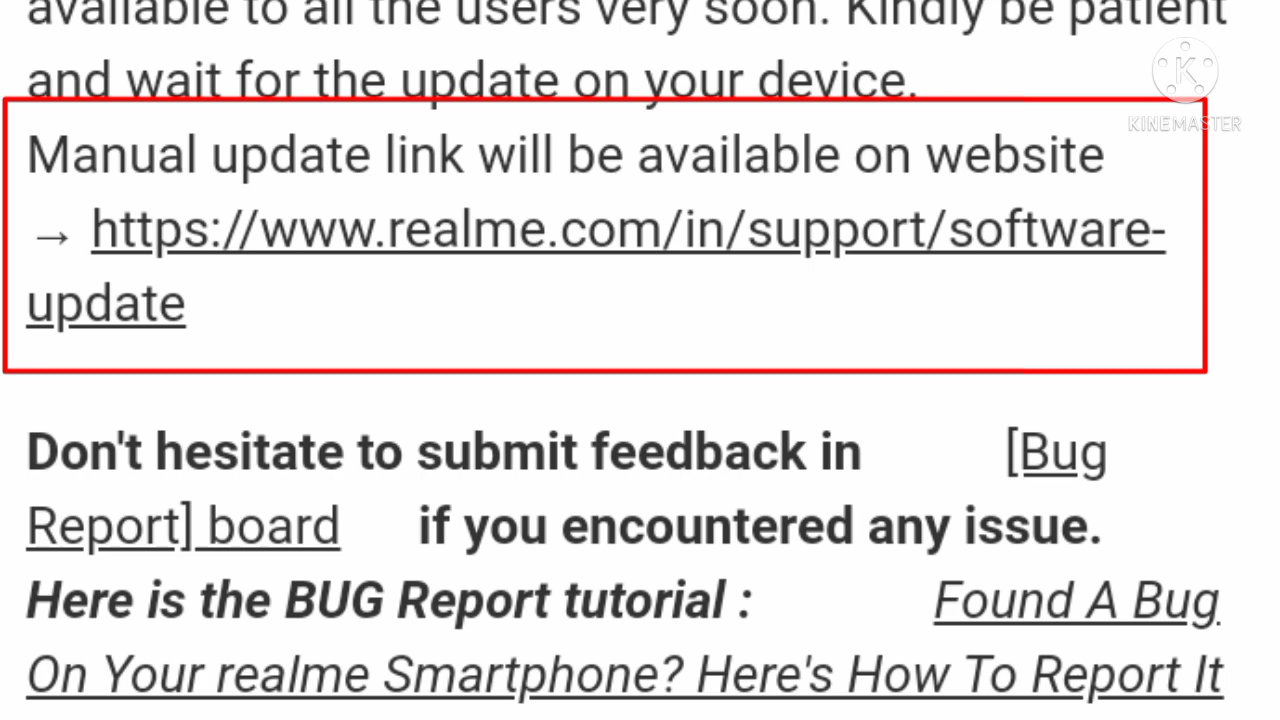 available to all the users very soon. Kindly be patient
and wait for the update on your device.
K
KINEMASTER
Manual update link will be available on website
→ https://www.realme.com/in/support/software-
update
Don't hesitate to submit feedback in [Bug
Report] board if you encountered any issue.
Here is the BUG Report tutorial : Found A Bug
On Your realme Smartphone? Here's How To Report It